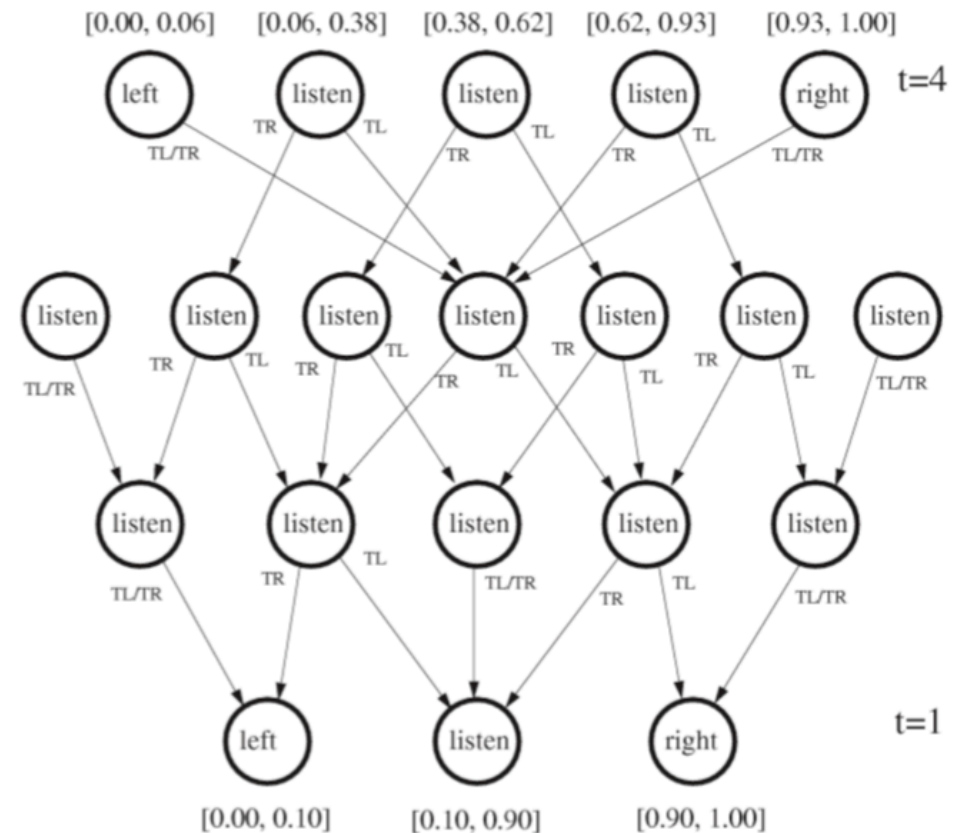 [0.00, 0.06] [0.06, 0.38] [0.38, 0.62] [0.62, 0.93] [0.93, 1.00]
left listen listen listen right t=4
TR TL TR TL TR TL
TL/TR TL/TR
listen listen listen listen listen listen listen
TL/TR TR TL TR TL TR TL TR TL TR TL TL/TR
listen listen listen listen listen
TL/TR TR TL TL/TR TR TL TL/TR
left listen right t=1
[0.00, 0.10] [0.10, 0.90] [0.90, 1.00]